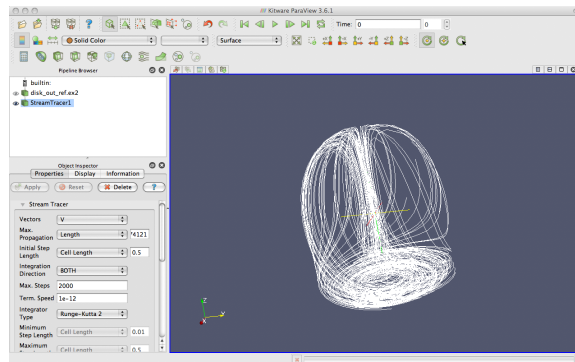 Kitware ParaView 3.6.1
Time: 0
0
Solid Color
Surface
Pipeline Browser
builtin:
disk_out_ref.ex2
StreamTracer1
Object Inspector
Properties Display Information
Apply Reset Delete ?
Stream Tracer
Vectors V
Max. Propagation Length 4121
Initial Step Length Cell Length 0.5
Integration Direction BOTH
Max. Steps 2000
Term. Speed 1e-12
Integrator Type Runge-Kutta 2
Minimum Step Length Cell Length 0.01
Maximum Cell Length 0.5
Z
Y
X